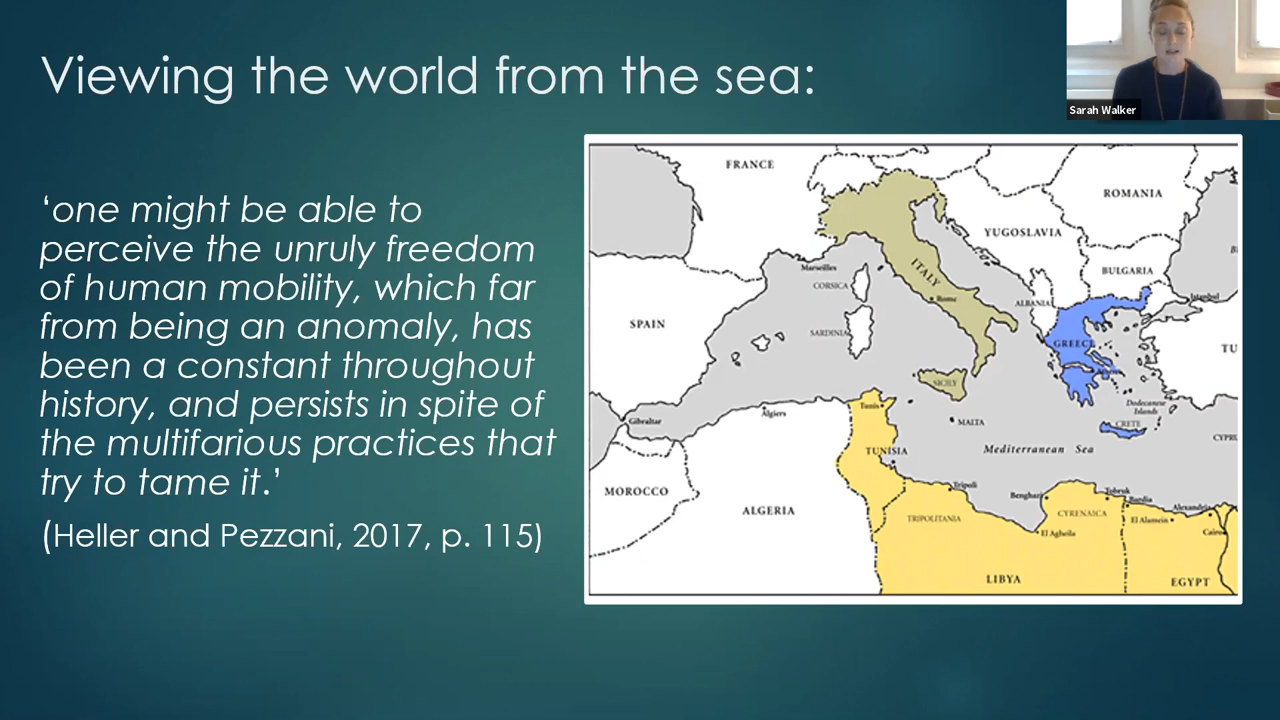 Viewing the world from the sea:
Sarah Walker
‘one might be able to
perceive the unruly freedom
of human mobility, which far
from being an anomaly, has
been a constant throughout
history, and persists in spite of
the multifarious practices that
try to tame it.’
(Heller and Pezzani, 2017, p. 115)
FRANCE
ROMANIA
YUGOSLAVIA
BULGARIA
Marseilles
CORSICA
ITALY
Rome
ALBANIA
Istanbul
SPAIN
SARDINIA
GREECE
TU
Athens
SICILY
Dodecanese
Islands
Tunis
Algiers
Gibraltar
MALTA
CRETE
CYPR
TUNISIA
Mediterranean Sea
MOROCCO
Tripoli
Benghazi
Tobruk
Bardia
Alexandria
ALGERIA
TRIPOLITANIA
CYRENAICA
El Alamein
El Agheila
Cairo
LIBYA
EGYPT